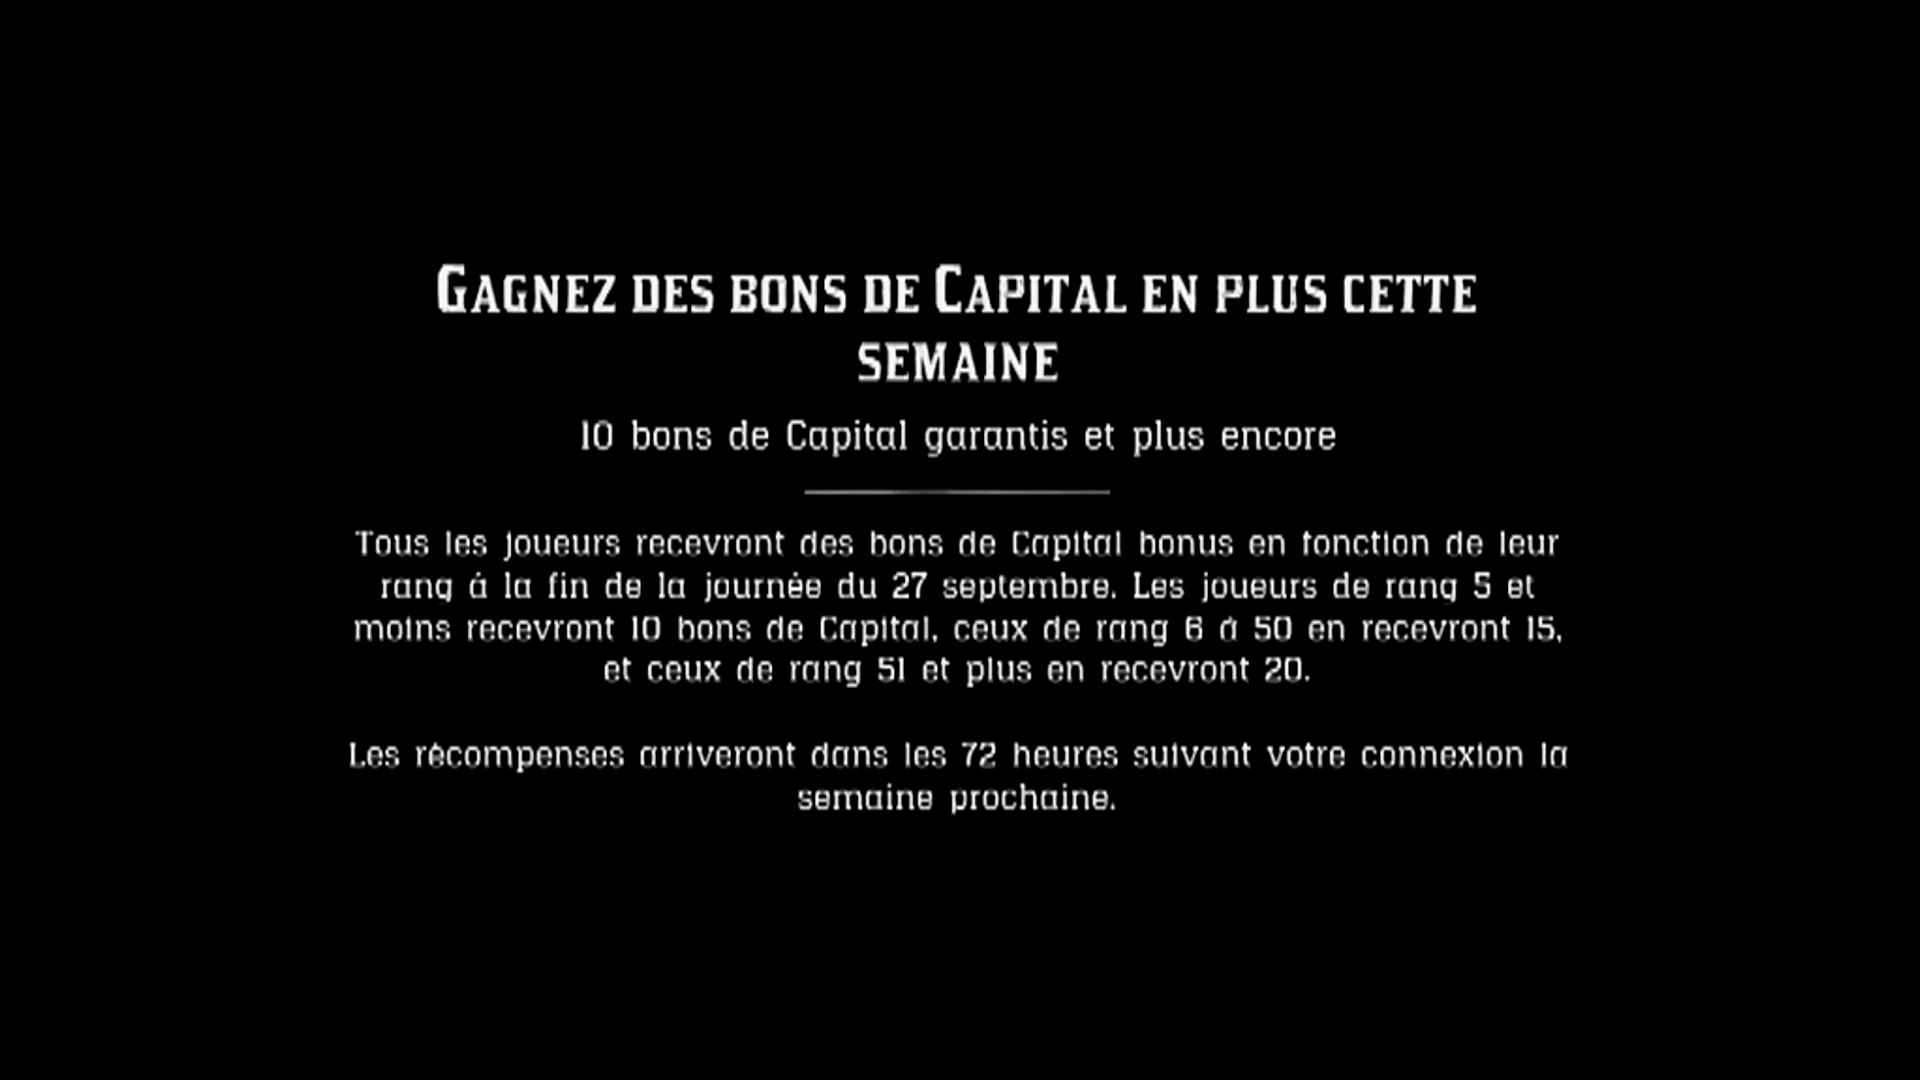 Gagnez des bons de Capital en plus cette
semaine
10 bons de Capital garantis et plus encore
Tous les joueurs recevront des bons de Capital bonus en fonction de leur
rang à la fin de la journée du 27 septembre. Les joueurs de rang 5 et
moins recevront 10 bons de Capital, ceux de rang 6 à 50 en recevront 15,
et ceux de rang 51 et plus en recevront 20.
Les récompenses arriveront dans les 72 heures suivant votre connexion la
semaine prochaine.